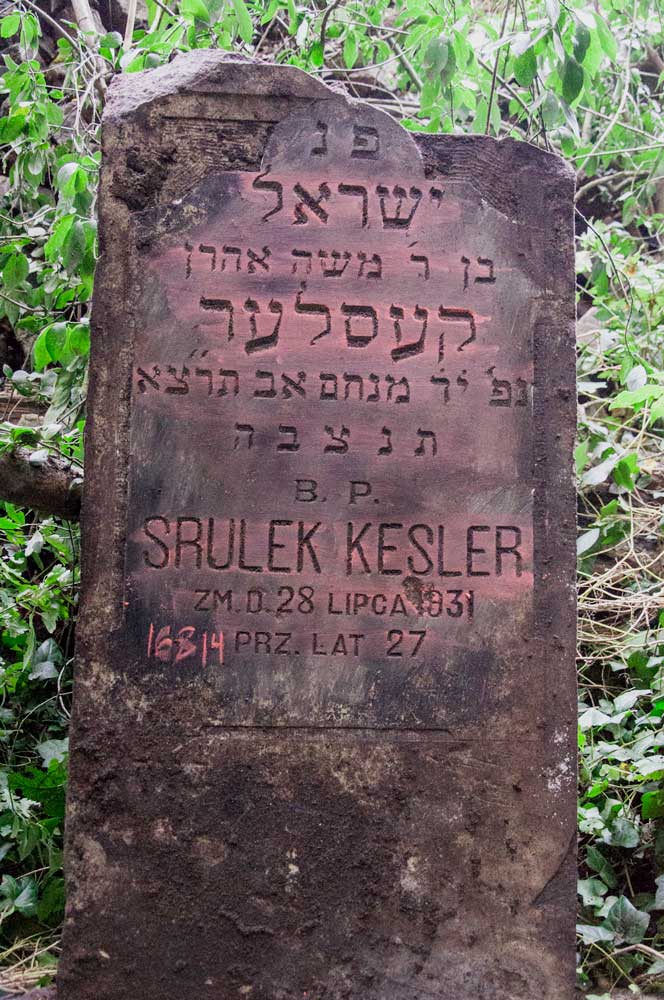 פ נ
ישראל
בן ר' משה אהרן
קעסלער
נפ' יד מנחם אב תרצ"א
ת נ צ ב ה
B. P.
SRULEK KESLER
ZM. D. 28 LIPCA 1931
16814 PRZ. LAT 27